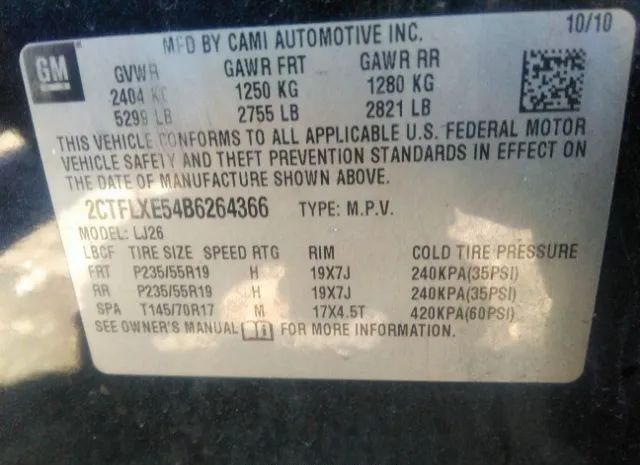 GM
MFD BY CAMI AUTOMOTIVE INC. 10/10
GVWR GAWR FRT GAWR RR
2404 KG 1250 KG 1280 KG
5299 LB 2755 LB 2821 LB
THIS VEHICLE CONFORMS TO ALL APPLICABLE U.S. FEDERAL MOTOR
VEHICLE SAFETY AND THEFT PREVENTION STANDARDS IN EFFECT ON
THE DATE OF MANUFACTURE SHOWN ABOVE.
2CTFLXE54B6264366 TYPE: M.P.V.
MODEL: LJ26
LBCF TIRE SIZE SPEED RTG RIM COLD TIRE PRESSURE
FRT P235/55R19 H 19X7J 240KPA(35PSI)
RR P235/55R19 H 19X7J 240KPA(35PSI)
SPA T145/70R17 M 17X4.5T 420KPA(60PSI)
SEE OWNER'S MANUAL FOR MORE INFORMATION.